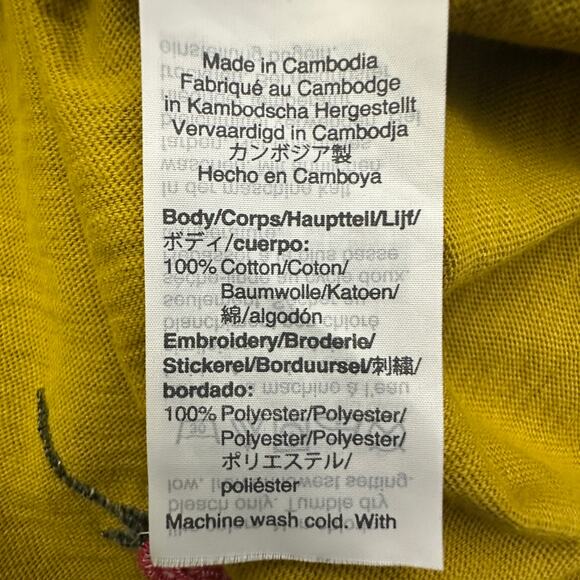 Made in Cambodia
Fabriqué au Cambodge
in Kambodscha Hergestellt
Vervaardigd in Cambodja
カンボジア製
Hecho en Camboya
Body/Corps/Hauptteil/Lijf/
ボディ/cuerpo:
100% Cotton/Coton/
Baumwolle/Katoen/
綿/algodón
Embroidery/Broderie/
Stickerei/Borduursel/刺繍/
bordado:
100% Polyester/Polyester/
Polyester/Polyester/
ポリエステル/
poliéster
Machine wash cold. With